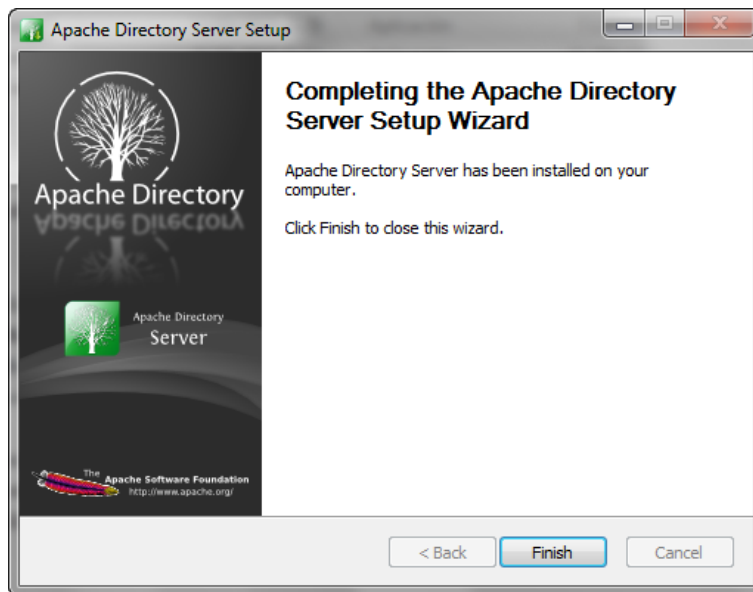 Apache Directory Server Setup
Completing the Apache Directory
Server Setup Wizard
Apache Directory Server has been installed on your
computer.
Click Finish to close this wizard.
Apache Directory
Apache Directory
Server
The
Apache Software Foundation
http://www.apache.org/
< Back
Finish
Cancel